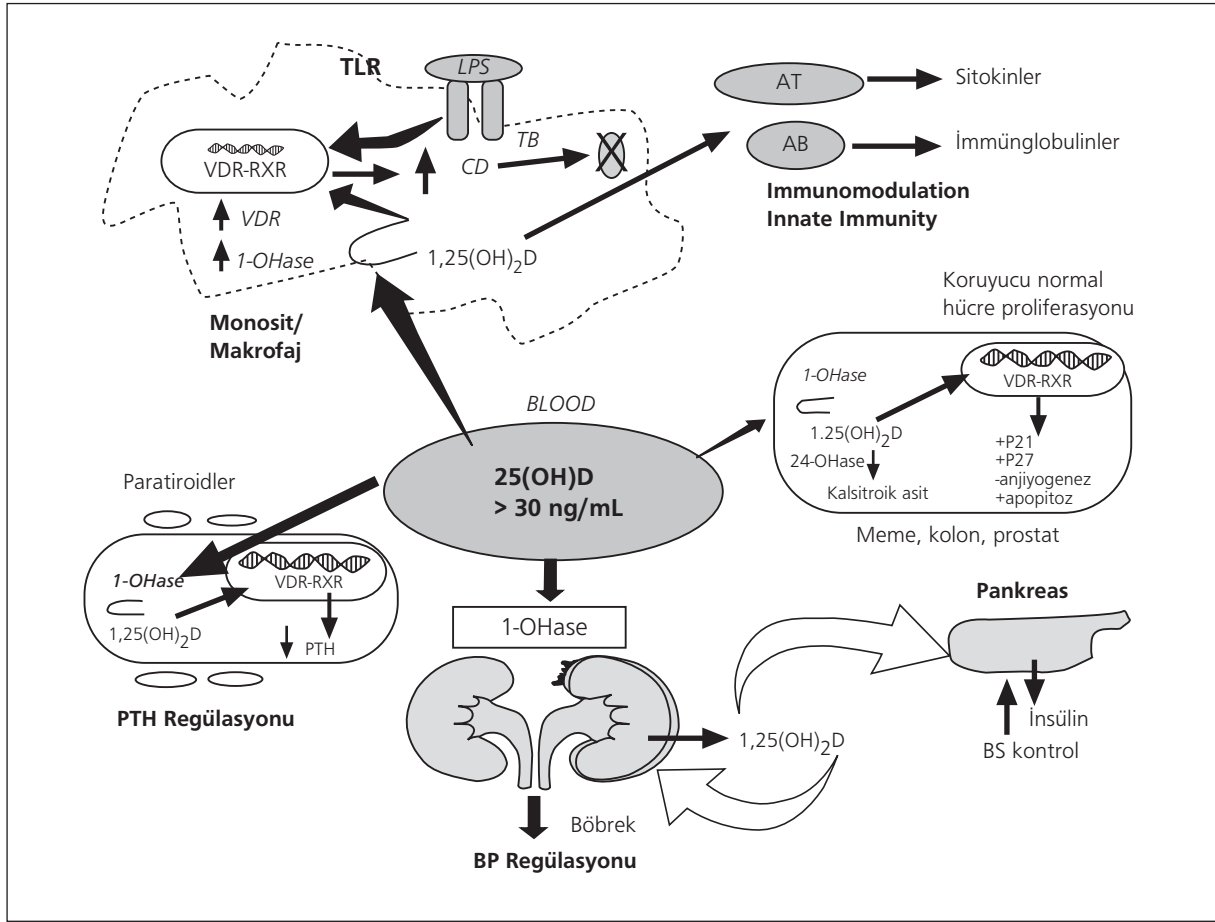 TLR
LPS
VDR-RXR
TB
CD
VDR
1-OHase
1,25(OH)2D
Monosit/
Makrofaj
AT
Sitokinler
AB
İmmünglobulinler
Immunomodulation
Innate Immunity
Koruyucu normal
hücre proliferasyonu
1-OHase
VDR-RXR
1.25(OH)2D
24-OHase
Kalsitroik asit
+P21
+P27
-anjiyogenez
+apopitoz
Meme, kolon, prostat
BLOOD
25(OH)D
> 30 ng/mL
Paratiroidler
1-OHase
VDR-RXR
1,25(OH)2D
PTH
PTH Regülasyonu
1-OHase
1,25(OH)2D
Böbrek
BP Regülasyonu
Pankreas
İnsülin
BS kontrol